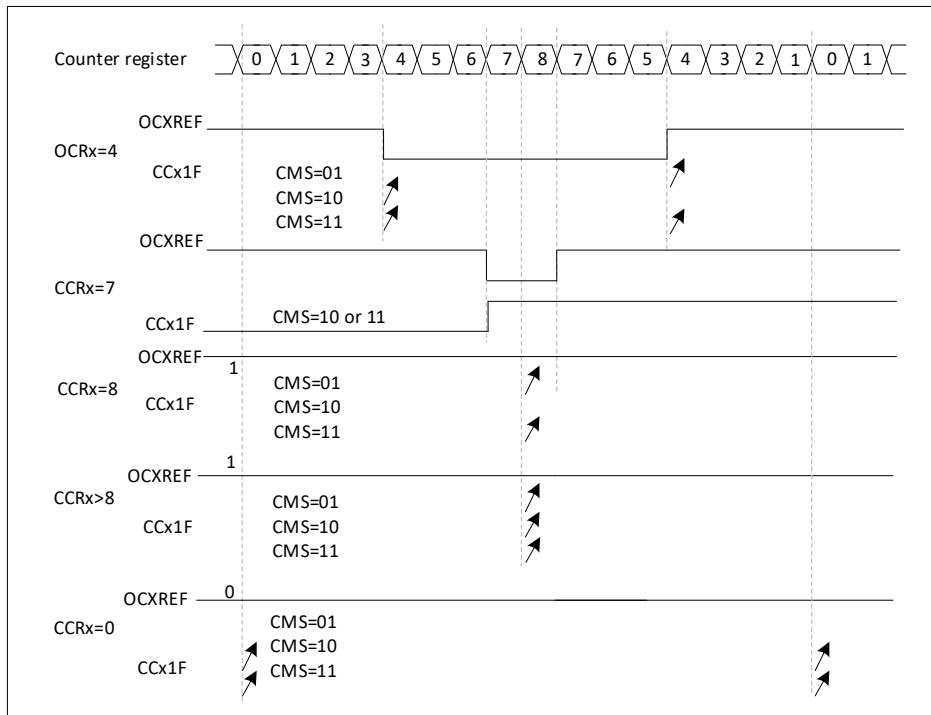 Counter register 0 1 2 3 4 5 6 7 8 7 6 5 4 3 2 1 0 1
OCXREF
OCRx=4
CCx1F
CMS=01
CMS=10
CMS=11
OCXREF
CCRx=7
CCx1F
CMS=10 or 11
OCXREF
1
CCRx=8
CMS=01
CCx1F
CMS=10
CMS=11
OCXREF
1
CCRx>8
CMS=01
CCx1F
CMS=10
CMS=11
OCXREF
0
CCRx=0
CMS=01
CMS=10
CCx1F
CMS=11